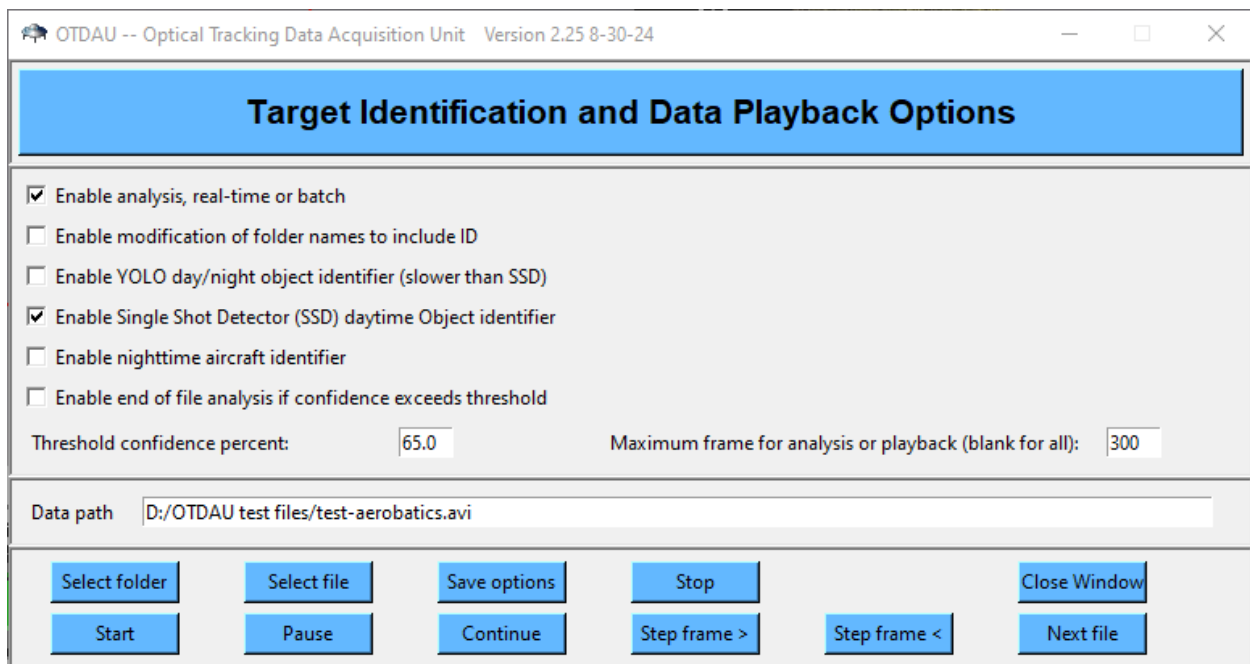 OTDAU -- Optical Tracking Data Acquisition Unit Version 2.25 8-30-24
Target Identification and Data Playback Options
Enable analysis, real-time or batch
Enable modification of folder names to include ID
Enable YOLO day/night object identifier (slower than SSD)
Enable Single Shot Detector (SSD) daytime Object identifier
Enable nighttime aircraft identifier
Enable end of file analysis if confidence exceeds threshold
Threshold confidence percent: 65.0 Maximum frame for analysis or playback (blank for all): 300
Data path D:/OTDAU test files/test-aerobatics.avi
Select folder Select file Save options Stop Close Window
Start Pause Continue Step frame > Step frame < Next file